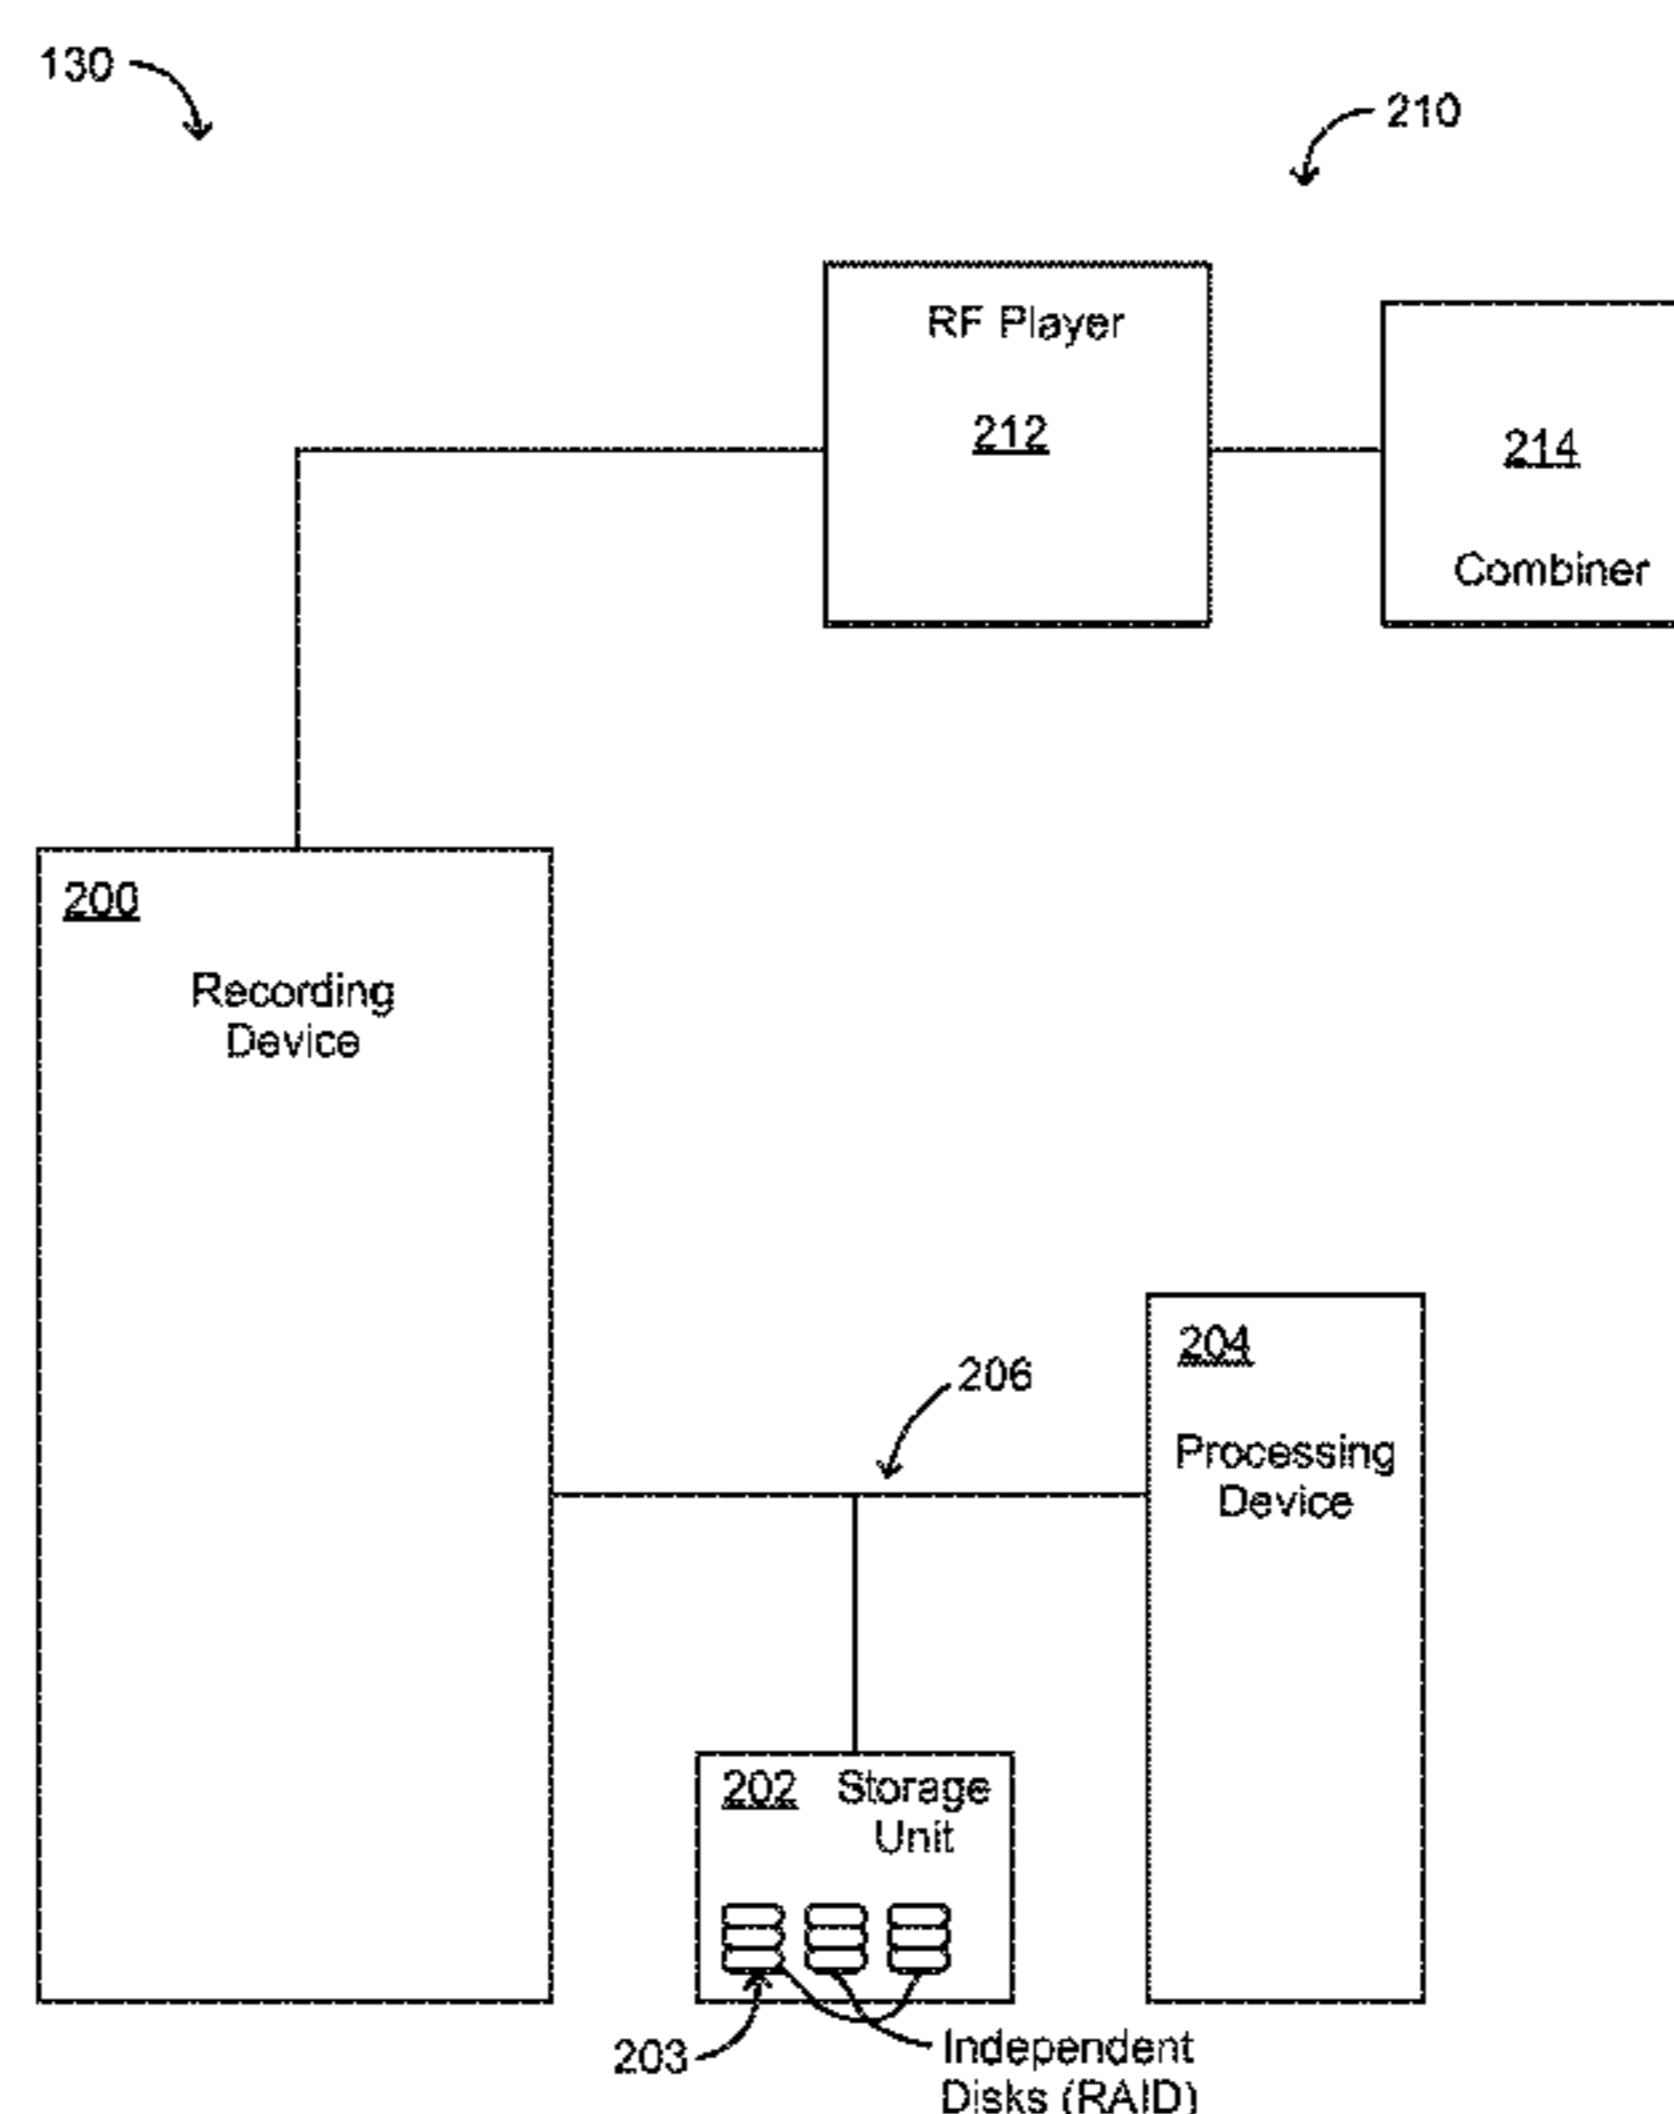 130
210
RF Player
212
214
Combiner
200
Recording
Device
206
204
Processing
Device
202 Storage
Unit
203
Independent
Disks (RAID)